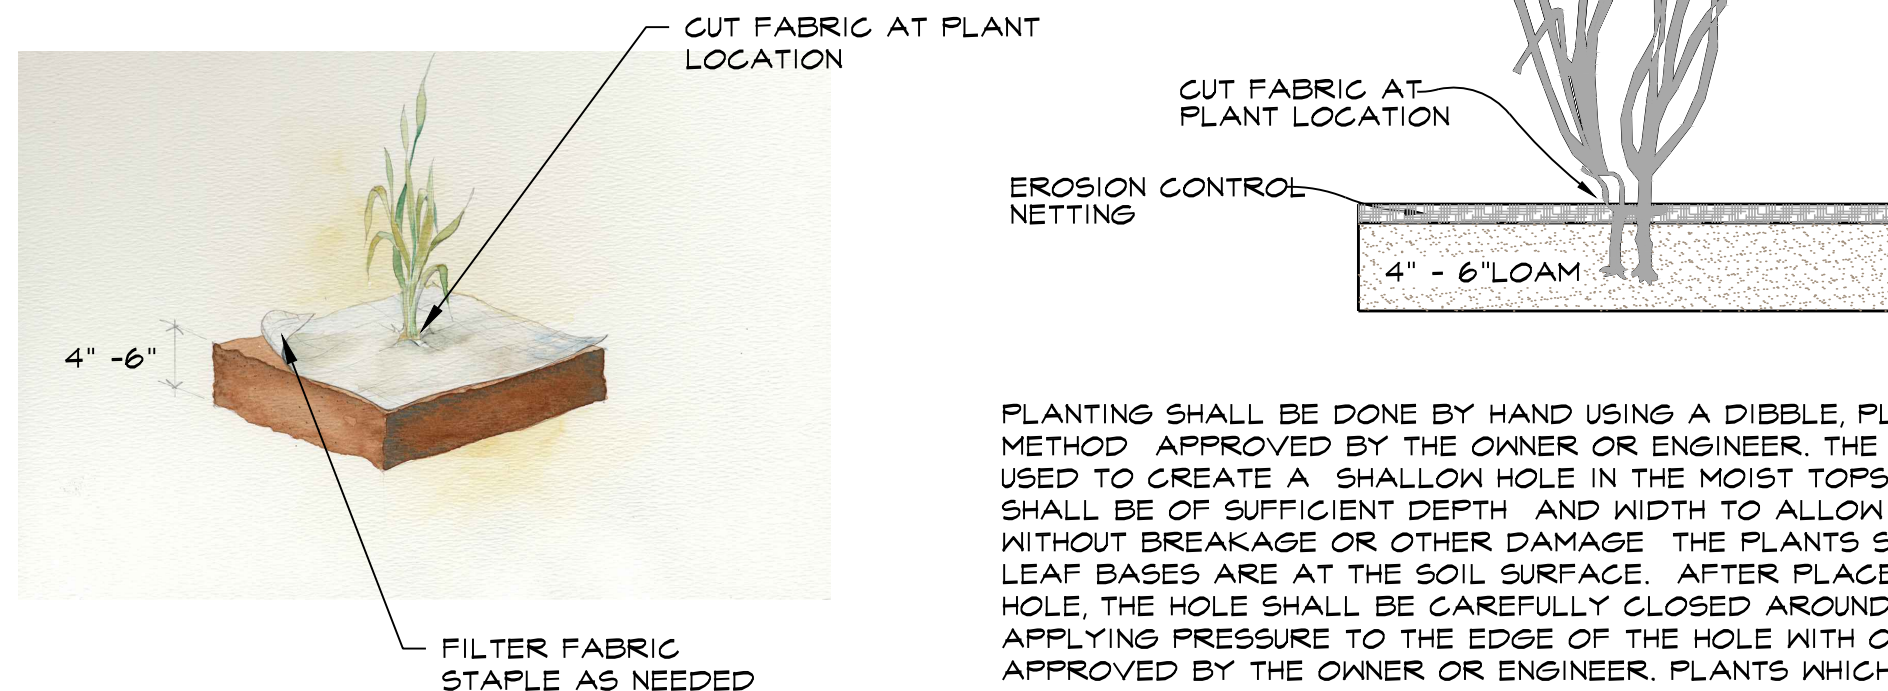 CUT FABRIC AT PLANT
LOCATION
4" -6"
FILTER FABRIC
STAPLE AS NEEDED
CUT FABRIC AT
PLANT LOCATION
EROSION CONTROL
NETTING
4" - 6"LOAM
PLANTING SHALL BE DONE BY HAND USING A DIBBLE,
METHOD APPROVED BY THE OWNER OR ENGINEER. THE
USED TO CREATE A SHALLOW HOLE IN THE MOIST TOPS
SHALL BE OF SUFFICIENT DEPTH AND WIDTH TO ALLOW
WITHOUT BREAKAGE OR OTHER DAMAGE THE PLANTS S
LEAF BASES ARE AT THE SOIL SURFACE. AFTER PLACE
HOLE, THE HOLE SHALL BE CAREFULLY CLOSED AROUND
APPLYING PRESSURE TO THE EDGE OF THE HOLE WITH
APPROVED BY THE OWNER OR ENGINEER. PLANTS WHICH